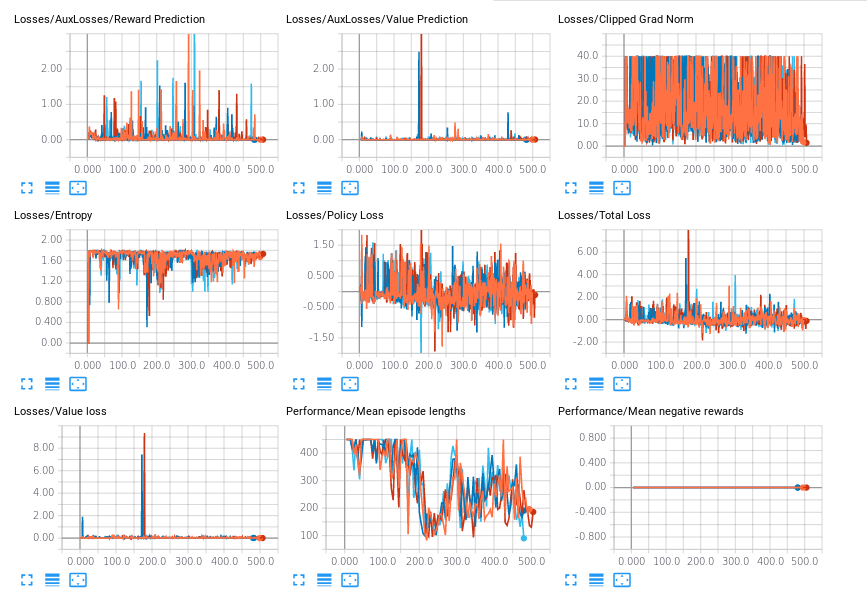 Losses/AuxLosses/Reward Prediction
2.00
1.00
0.00
0.000 100.0 200.0 300.0 400.0 500.0
Losses/AuxLosses/Value Prediction
2.00
1.00
0.00
0.000 100.0 200.0 300.0 400.0 500.0
Losses/Clipped Grad Norm
40.0
30.0
20.0
10.0
0.00
0.000 100.0 200.0 300.0 400.0 500.0
Losses/Entropy
2.00
1.60
1.20
0.800
0.400
0.00
0.000 100.0 200.0 300.0 400.0 500.0
Losses/Policy Loss
1.50
0.500
-0.500
-1.50
0.000 100.0 200.0 300.0 400.0 500.0
Losses/Total Loss
6.00
4.00
2.00
0.00
-2.00
0.000 100.0 200.0 300.0 400.0 500.0
Losses/Value loss
8.00
6.00
4.00
2.00
0.00
0.000 100.0 200.0 300.0 400.0 500.0
Performance/Mean episode lengths
400
300
200
100
0.000 100.0 200.0 300.0 400.0 500.0
Performance/Mean negative rewards
0.800
0.400
0.00
-0.400
-0.800
0.000 100.0 200.0 300.0 400.0 500.0